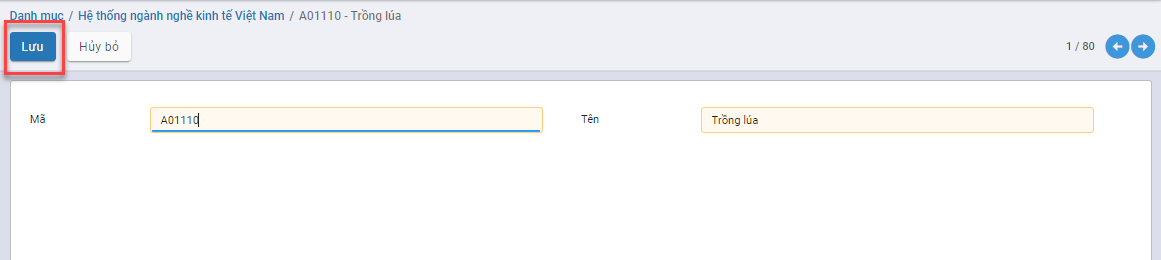 Danh mục / Hệ thống ngành nghề kinh tế Việt Nam / A01110 - Trồng lúa
Lưu Hủy bỏ 1 / 80
Mã A01110 Tên Trồng lúa